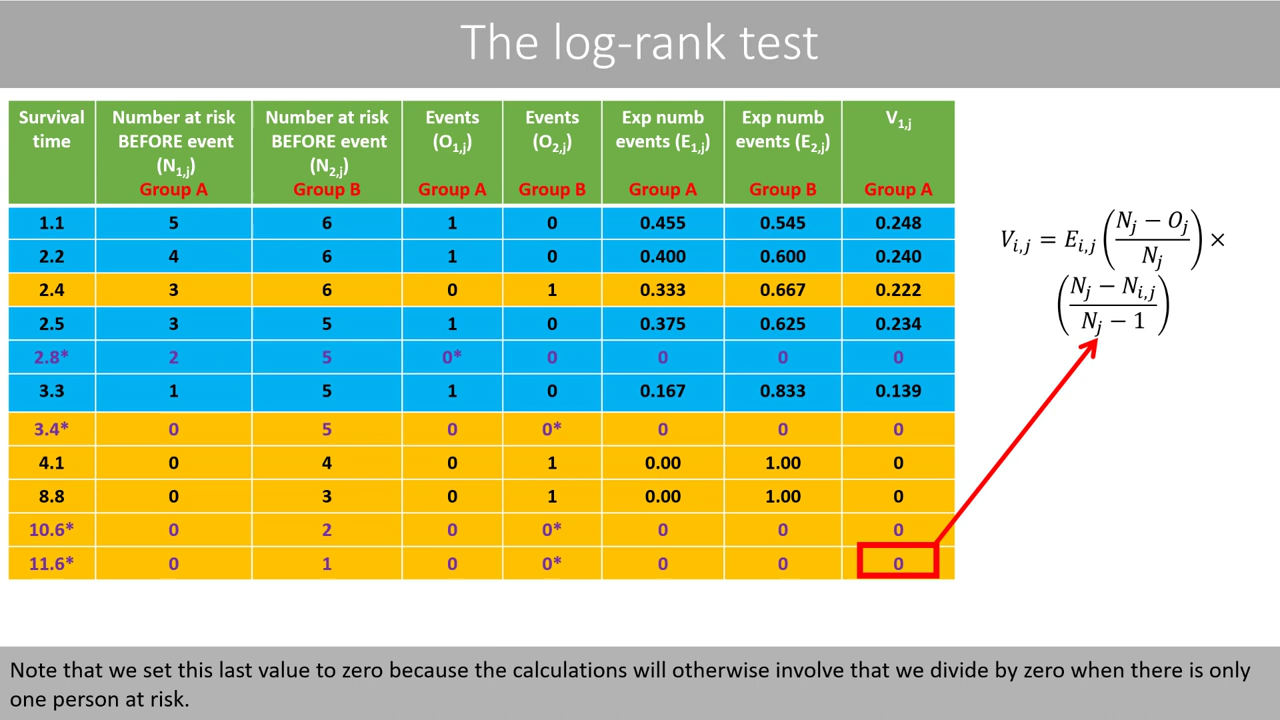 The log-rank test
Survival time | Number at risk BEFORE event (N1,j) Group A | Number at risk BEFORE event (N2,j) Group B | Events (O1,j) Group A | Events (O2,j) Group B | Exp numb events (E1,j) Group A | Exp numb events (E2,j) Group B | V1,j Group A
1.1 | 5 | 6 | 1 | 0 | 0.455 | 0.545 | 0.248
2.2 | 4 | 6 | 1 | 0 | 0.400 | 0.600 | 0.240
2.4 | 3 | 6 | 0 | 1 | 0.333 | 0.667 | 0.222
2.5 | 3 | 5 | 1 | 0 | 0.375 | 0.625 | 0.234
2.8* | 2 | 5 | 0* | 0 | 0 | 0 | 0
3.3 | 1 | 5 | 1 | 0 | 0.167 | 0.833 | 0.139
3.4* | 0 | 5 | 0 | 0* | 0 | 0 | 0
4.1 | 0 | 4 | 0 | 1 | 0.00 | 1.00 | 0
8.8 | 0 | 3 | 0 | 1 | 0.00 | 1.00 | 0
10.6* | 0 | 2 | 0 | 0* | 0 | 0 | 0
11.6* | 0 | 1 | 0 | 0* | 0 | 0 | 0
Vi,j = Ei,j ((Nj − Oj)/Nj) ×
((Nj − Ni,j)/(Nj − 1))
Note that we set this last value to zero because the calculations will otherwise involve that we divide by zero when there is only
one person at risk.